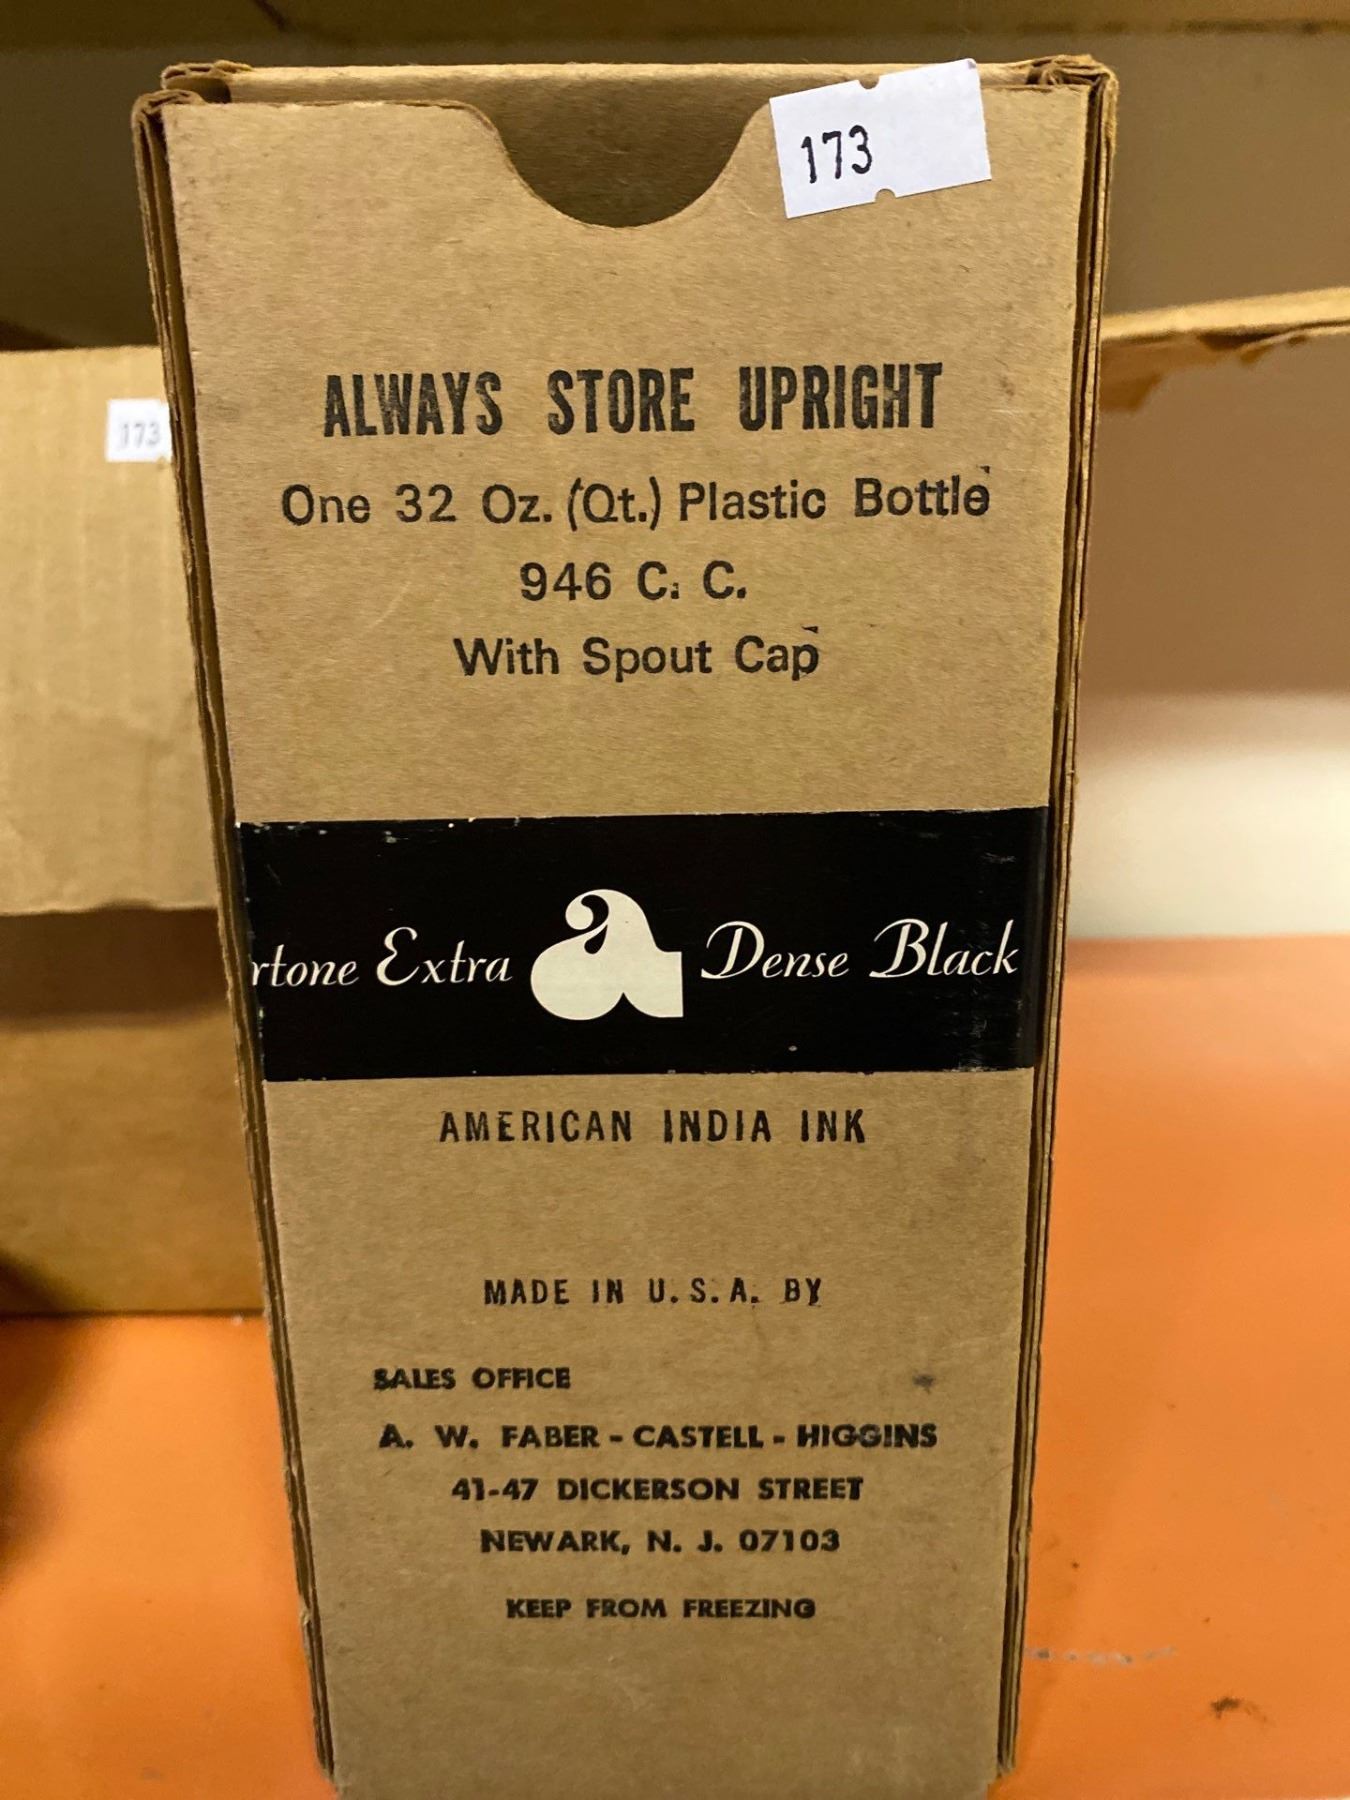 173
173
ALWAYS STORE UPRIGHT
One 32 Oz. (Qt.) Plastic Bottle
946 C. C.
With Spout Cap
rtone Extra a Dense Black
AMERICAN INDIA INK
MADE IN U.S.A. BY
SALES OFFICE
A. W. FABER - CASTELL - HIGGINS
41-47 DICKERSON STREET
NEWARK, N. J. 07103
KEEP FROM FREEZING